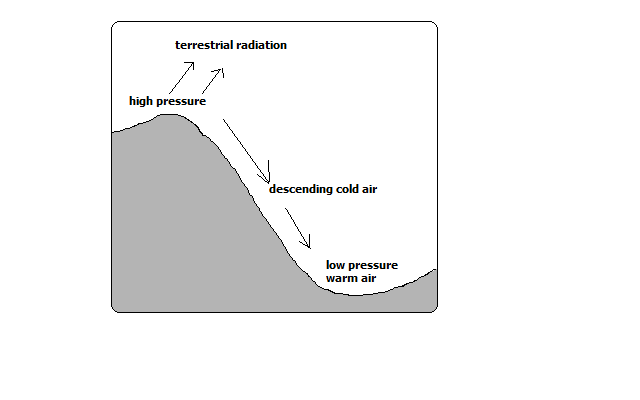 terrestrial radiation
high pressure
descending cold air
low pressure
warm air